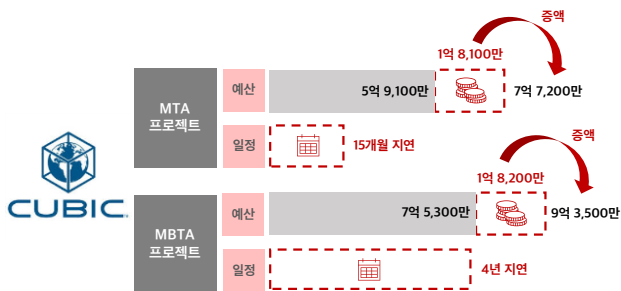 증액
1억 8,100만
예산
5억 9,100만
7억 7,200만
MTA
프로젝트
일정
15개월 지연
증액
1억 8,200만
CUBIC
예산
7억 5,300만
9억 3,500만
MBTA
프로젝트
일정
4년 지연